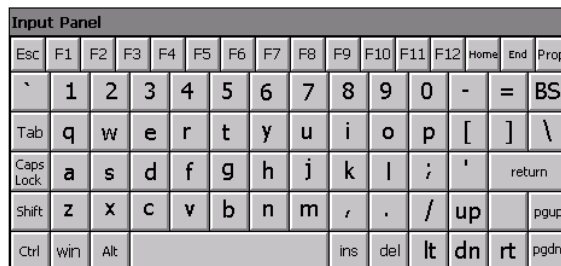 Input Panel
Esc F1 F2 F3 F4 F5 F6 F7 F8 F9 F10 F11 F12 Home End Prop
` 1 2 3 4 5 6 7 8 9 0 - = BS
Tab q w e r t y u i o p [ ] \
Caps Lock a s d f g h j k l ; ' return
Shift z x c v b n m , . / up pgup
Ctrl win Alt ins del lt dn rt pgdn